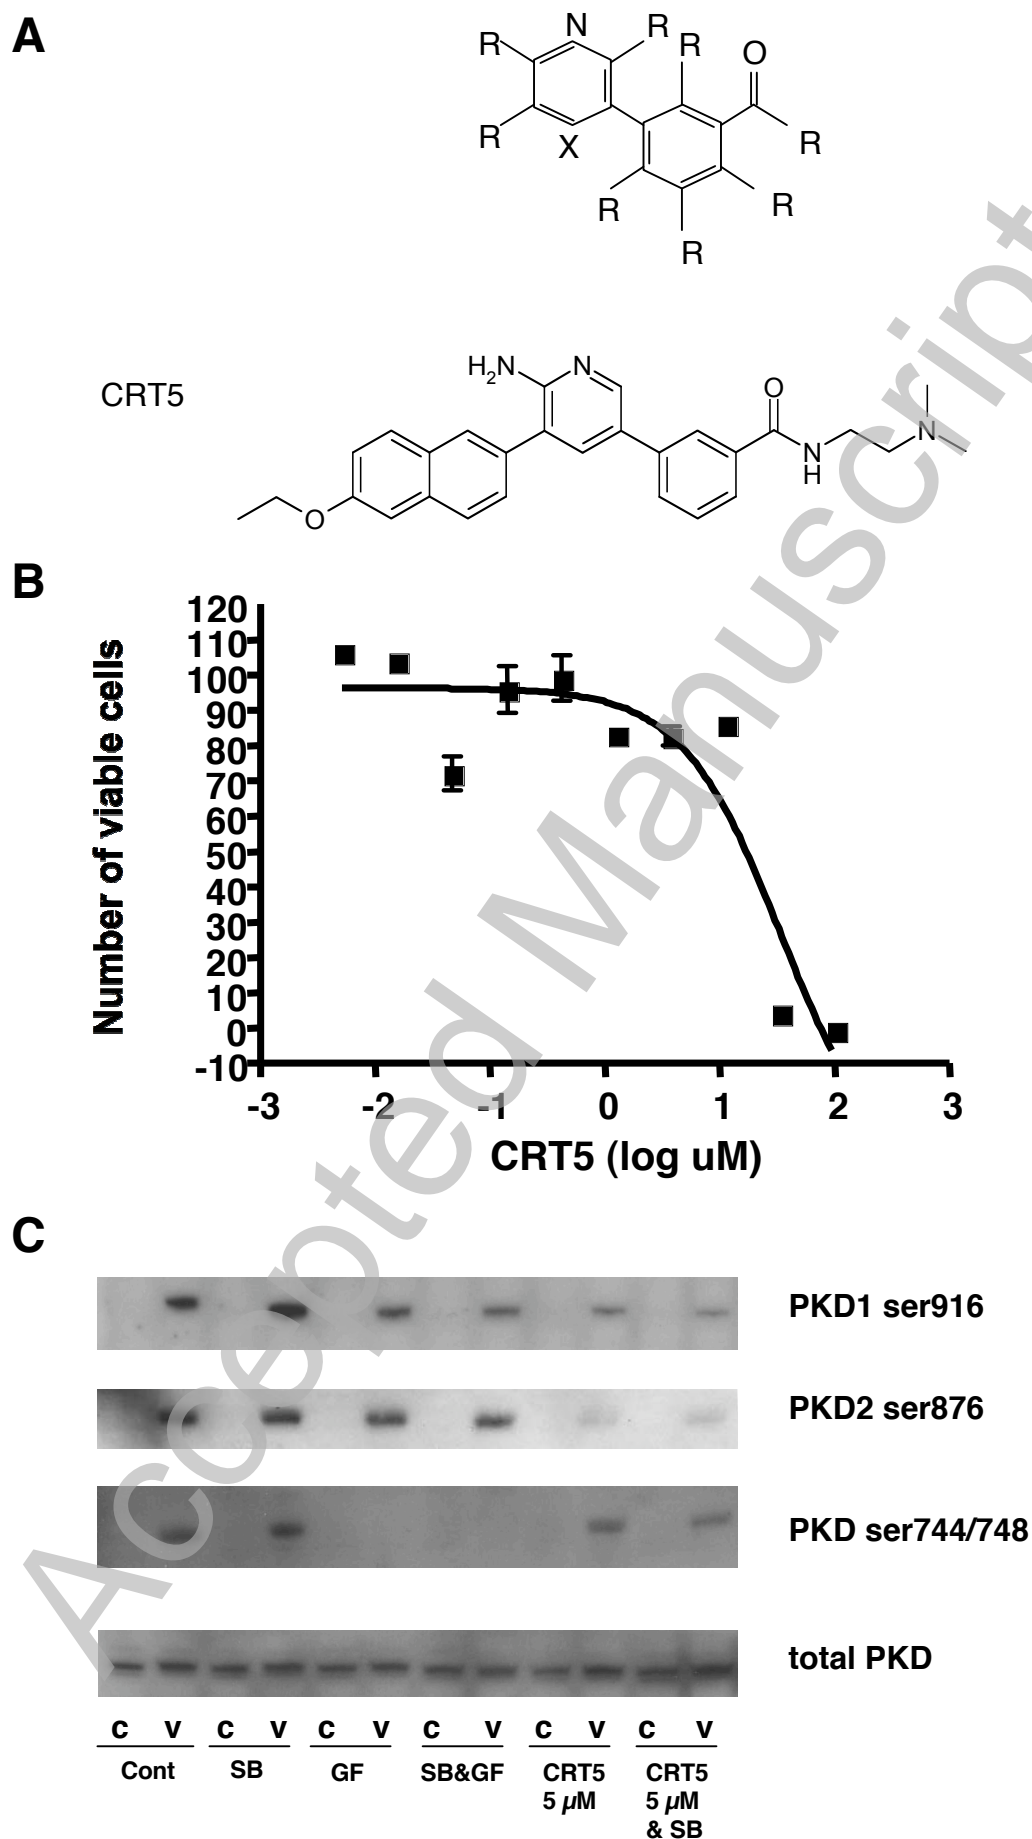 A
N
R
R
R
O
R
X
R
R
R
R
CRT5
H2N
N
O
N
H
N
O
B
120
110
100
90
80
70
60
50
40
30
20
10
0
-10
Number of viable cells
-3 -2 -1 0 1 2 3
CRT5 (log uM)
C
PKD1 ser916
PKD2 ser876
PKD ser744/748
total PKD
c v c v c v c v c v c v
Cont SB GF SB&GF CRT5 CRT5
5 µM 5 µM
& SB
Accepted Manuscript